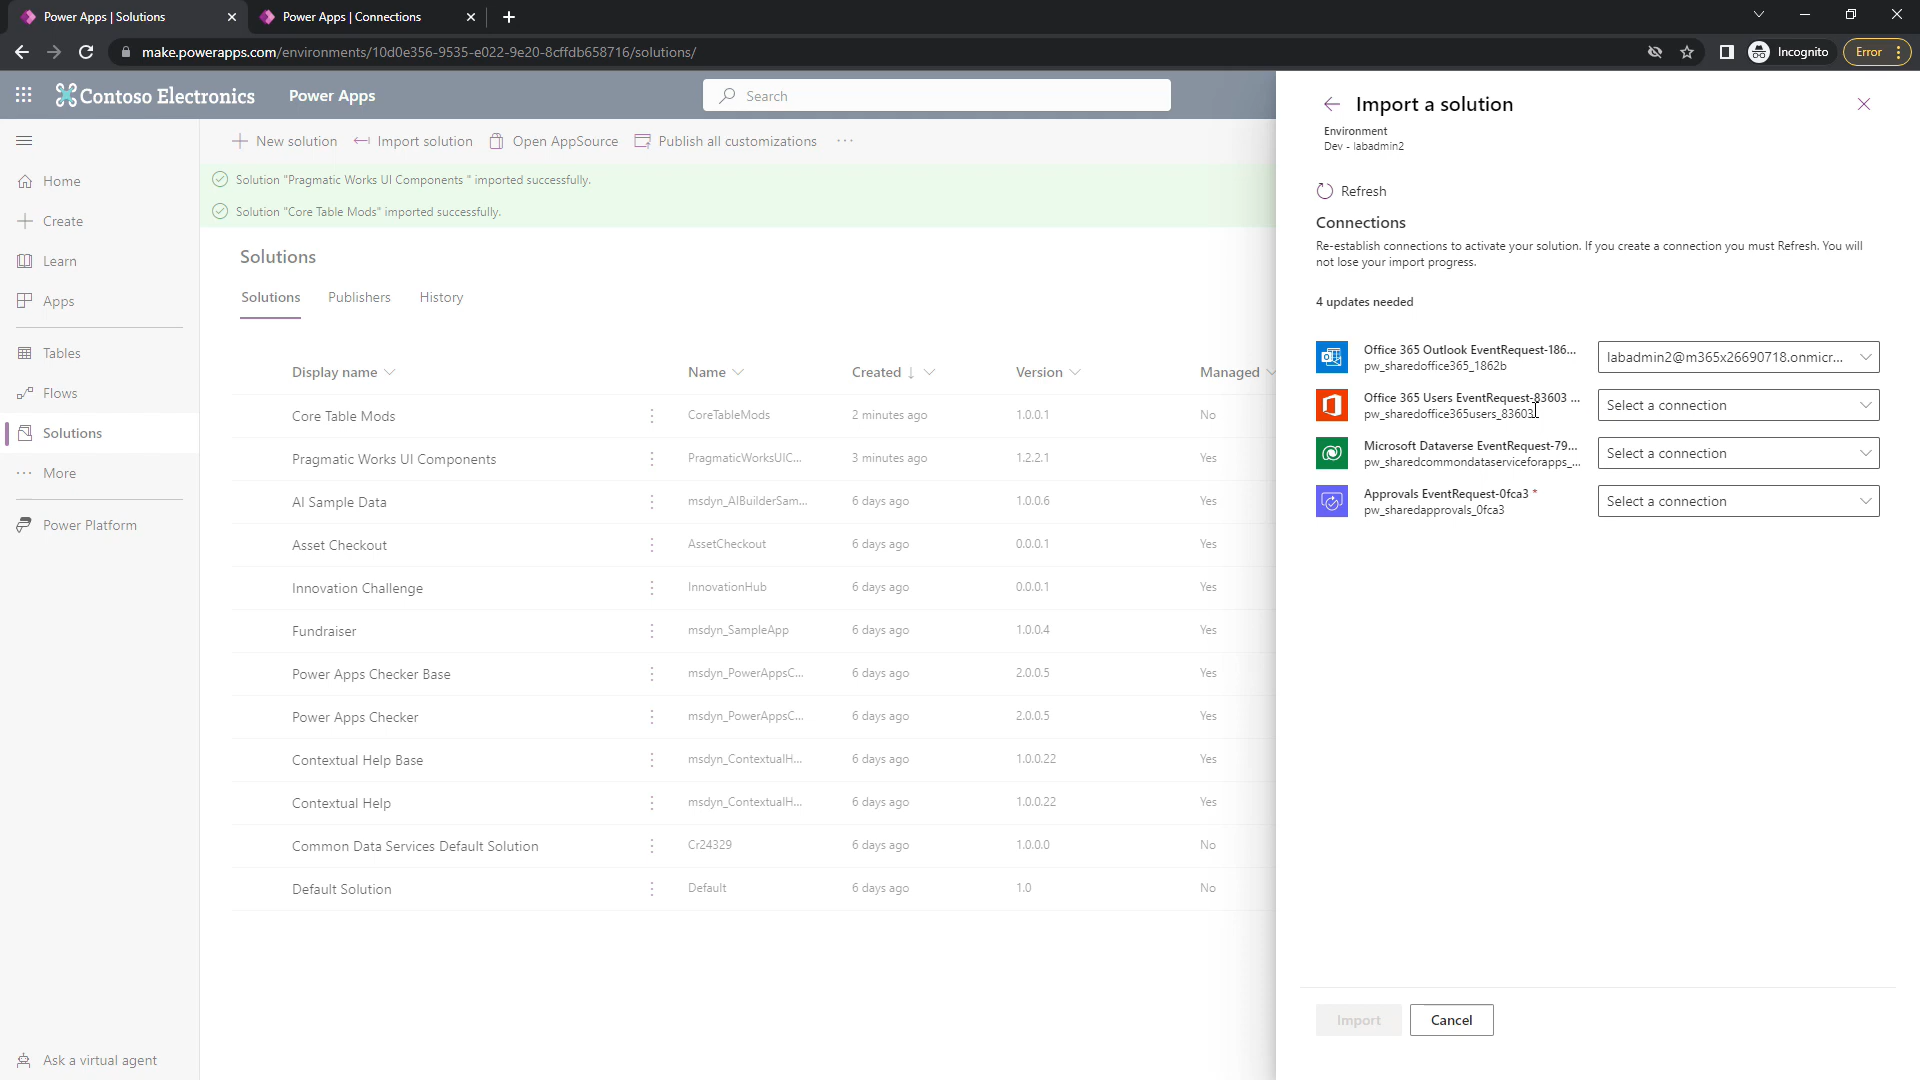 Power Apps | Solutions
Power Apps | Connections
make.powerapps.com/environments/10d0e356-9535-e022-9e20-8cffdb658716/solutions/
Incognito
Error
Contoso Electronics
Power Apps
Search
New solution
Import solution
Open AppSource
Publish all customizations
Solution "Pragmatic Works UI Components " imported successfully.
Solution "Core Table Mods" imported successfully.
Home
Create
Learn
Apps
Tables
Flows
Solutions
More
Power Platform
Ask a virtual agent
Solutions
Solutions Publishers History
Display name Name Created ↓ Version Managed
Core Table Mods CoreTableMods 2 minutes ago 1.0.0.1 No
Pragmatic Works UI Components PragmaticWorksUIC... 3 minutes ago 1.2.2.1 Yes
AI Sample Data msdyn_AIBuilderSam... 6 days ago 1.0.0.6 Yes
Asset Checkout AssetCheckout 6 days ago 0.0.0.1 Yes
Innovation Challenge InnovationHub 6 days ago 0.0.0.1 Yes
Fundraiser msdyn_SampleApp 6 days ago 1.0.0.4 Yes
Power Apps Checker Base msdyn_PowerAppsC... 6 days ago 2.0.0.5 Yes
Power Apps Checker msdyn_PowerAppsC... 6 days ago 2.0.0.5 Yes
Contextual Help Base msdyn_ContextualH... 6 days ago 1.0.0.22 Yes
Contextual Help msdyn_ContextualH... 6 days ago 1.0.0.22 Yes
Common Data Services Default Solution Cr24329 6 days ago 1.0.0.0 No
Default Solution Default 6 days ago 1.0 No
Import a solution
Environment
Dev - labadmin2
Refresh
Connections
Re-establish connections to activate your solution. If you create a connection you must Refresh. You will
not lose your import progress.
4 updates needed
Office 365 Outlook EventRequest-186...
pw_sharedoffice365_1862b
labadmin2@m365x26690718.onmicr...
Office 365 Users EventRequest-83603 ...
pw_sharedoffice365users_83603
Select a connection
Microsoft Dataverse EventRequest-79...
pw_sharedcommondataserviceforapps_...
Select a connection
Approvals EventRequest-0fca3 *
pw_sharedapprovals_0fca3
Select a connection
Import
Cancel